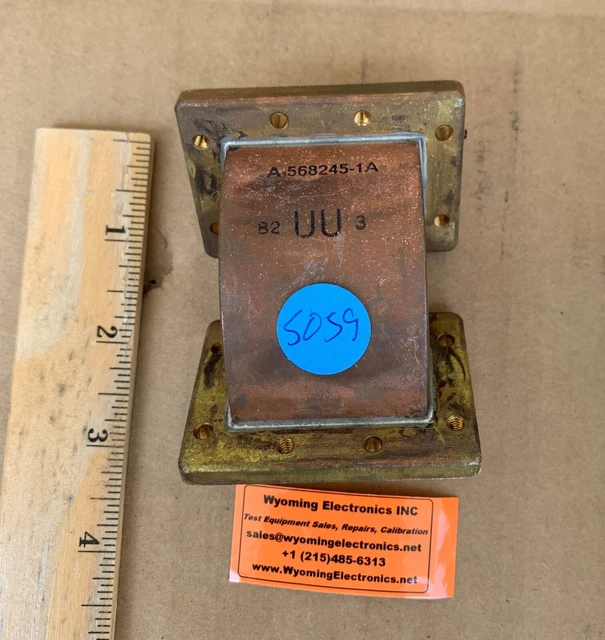 A-568245-1A
82 UU 3
5059
1
2
3
4
Wyoming Electronics INC
Test Equipment Sales, Repairs, Calibration
sales@wyomingelectronics.net
+1 (215)485-6313
www.WyomingElectronics.net